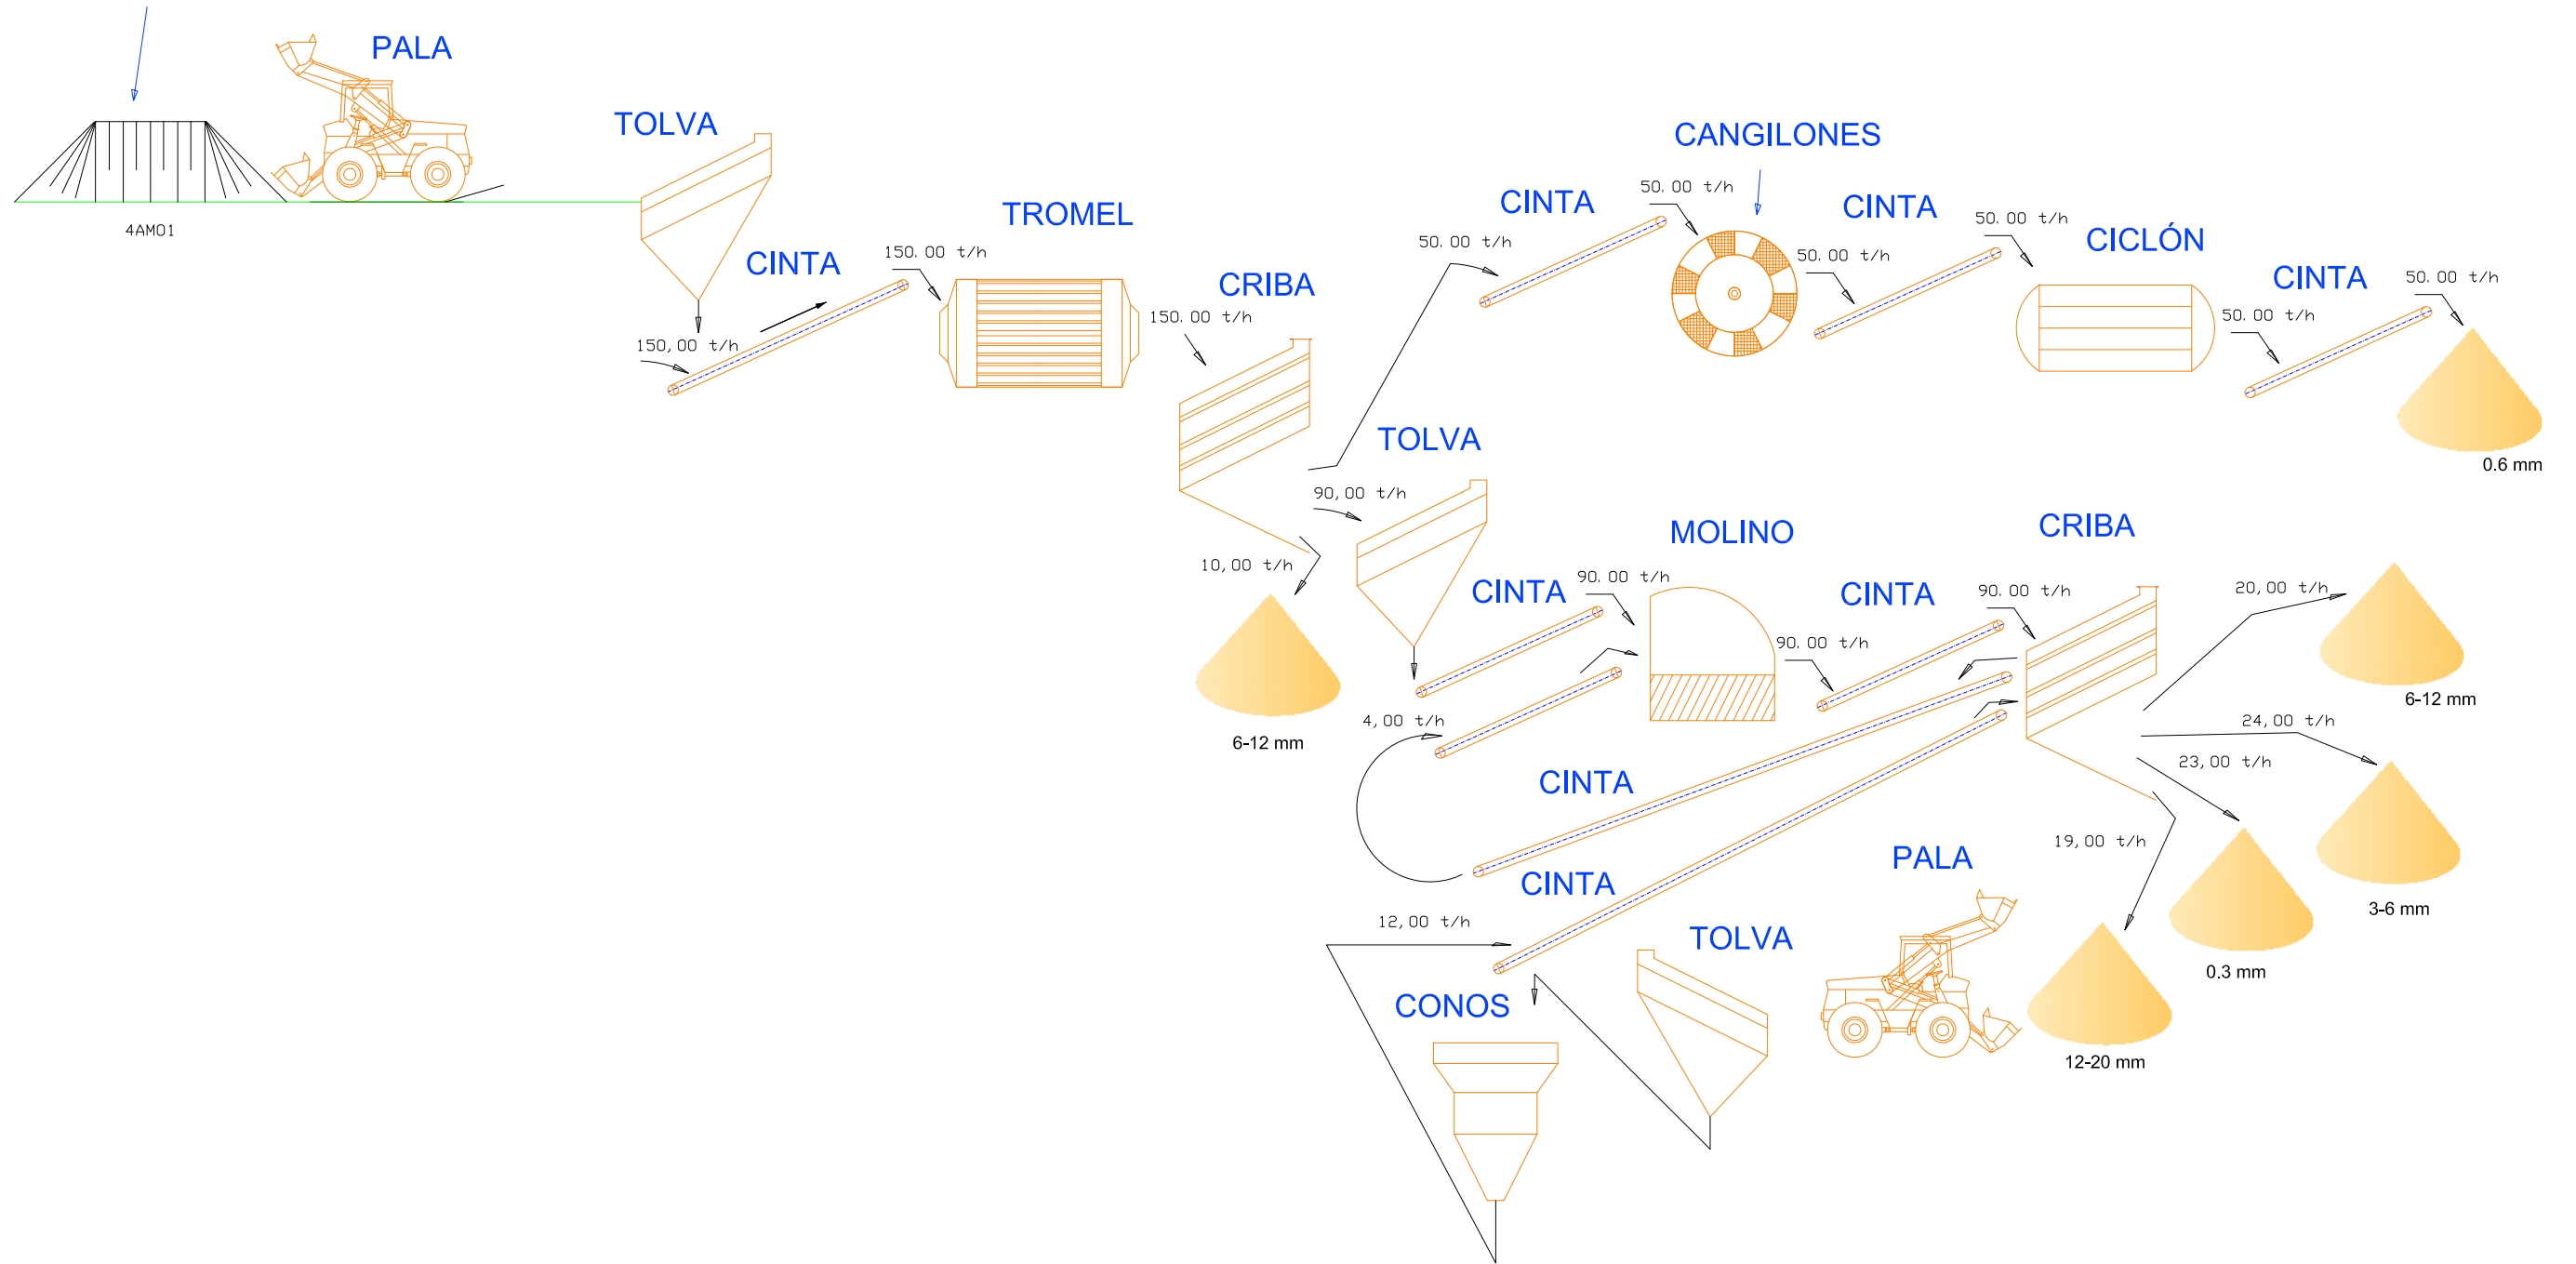 PALA
4AM01
TOLVA
CINTA
150,00 t/h
150.00 t/h
TROMEL
CRIBA
150.00 t/h
50.00 t/h
CINTA
50.00 t/h
CANGILONES
50.00 t/h
CINTA
50.00 t/h
CICLÓN
50.00 t/h
CINTA
50.00 t/h
0.6 mm
TOLVA
90,00 t/h
10,00 t/h
6-12 mm
CINTA
90.00 t/h
MOLINO
90.00 t/h
CINTA
90.00 t/h
CRIBA
20,00 t/h
6-12 mm
24,00 t/h
3-6 mm
23,00 t/h
0.3 mm
19,00 t/h
12-20 mm
4,00 t/h
CINTA
CINTA
12,00 t/h
CONOS
TOLVA
PALA